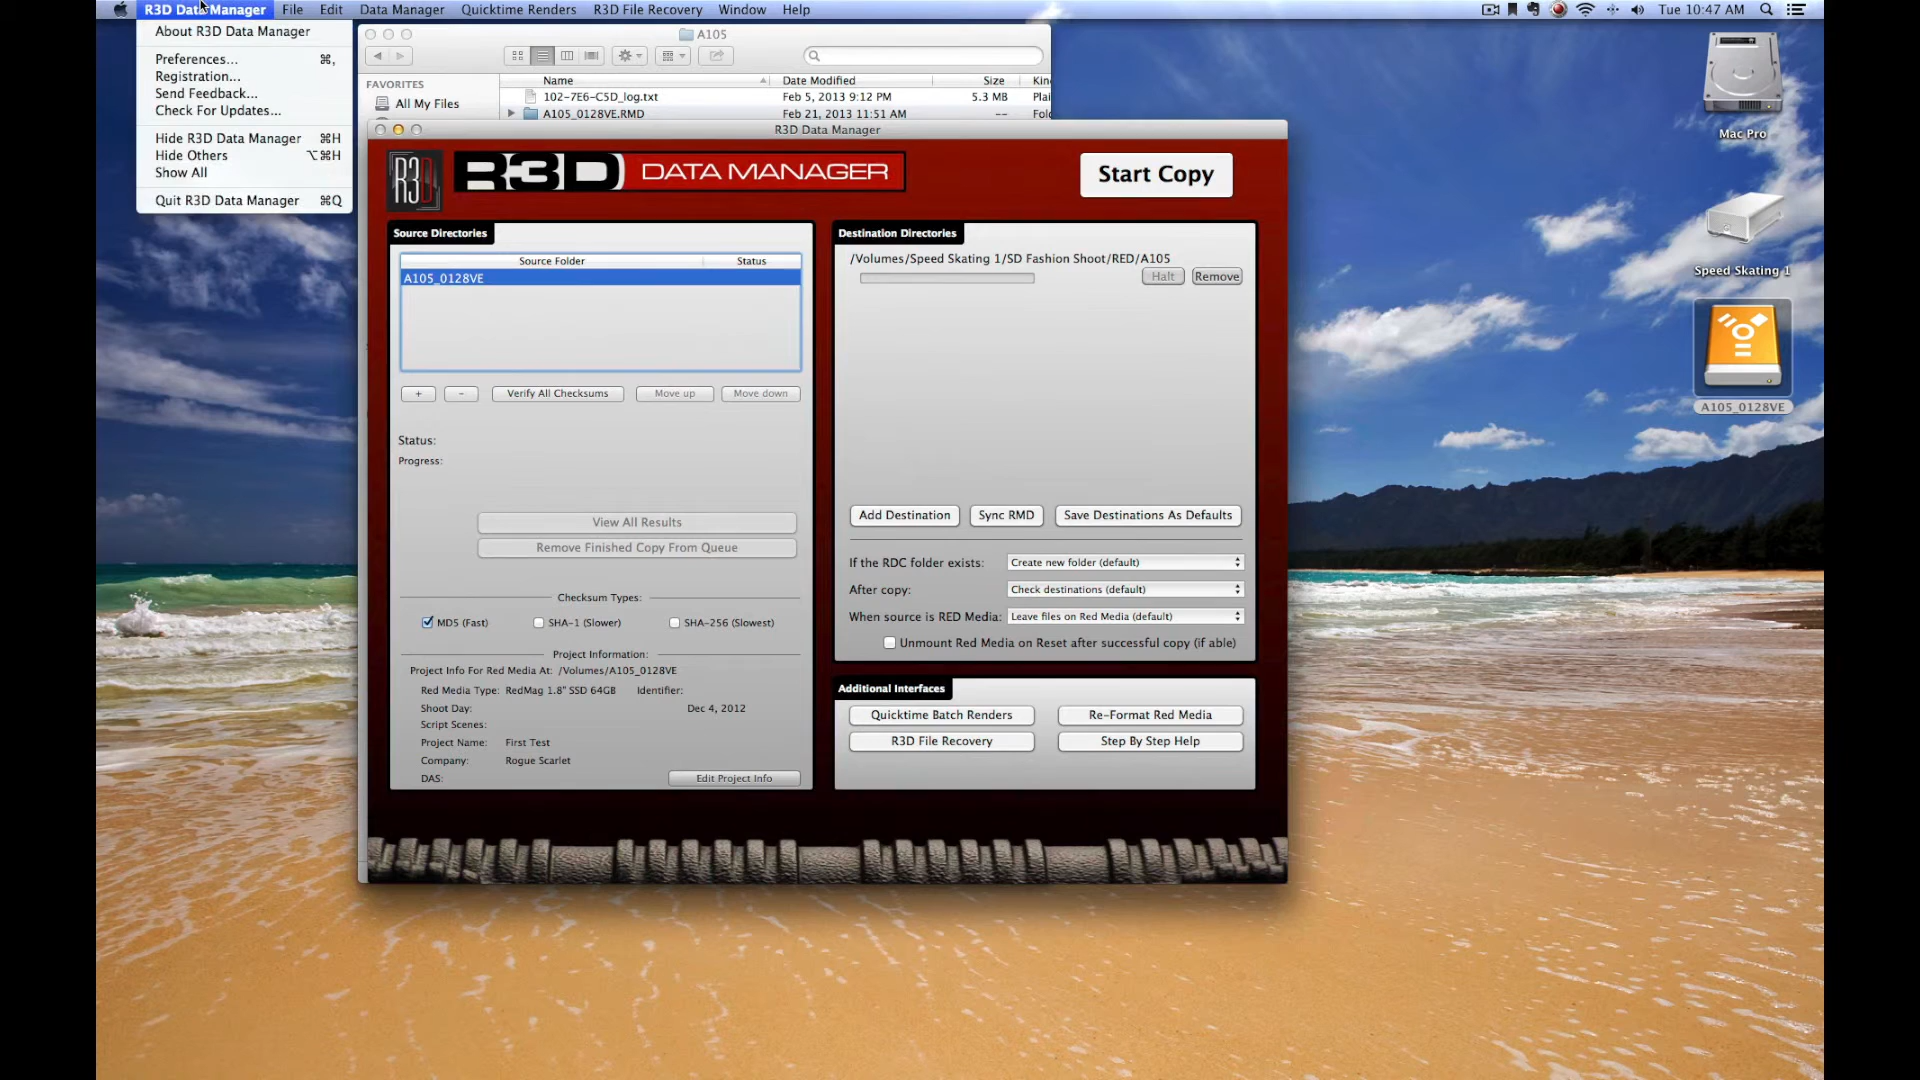 R3D Data Manager File Edit Data Manager Quicktime Renders R3D File Recovery Window Help Tue 10:47 AM
About R3D Data Manager
Preferences... ⌘,
Registration...
Send Feedback...
Check For Updates...
Hide R3D Data Manager ⌘H
Hide Others ⌥⌘H
Show All
Quit R3D Data Manager ⌘Q
A105
FAVORITES
All My Files
Name Date Modified Size Kin
102-7E6-C5D_log.txt Feb 5, 2013 9:12 PM 5.3 MB Plai
A105_0128VE.RMD Feb 21, 2013 11:51 AM -- Fold
R3D Data Manager
R3D
R3D DATA MANAGER
Start Copy
Source Directories
Source Folder Status
A105_0128VE
+ - Verify All Checksums Move up Move down
Status:
Progress:
View All Results
Remove Finished Copy From Queue
Checksum Types:
MD5 (Fast) SHA-1 (Slower) SHA-256 (Slowest)
Project Information:
Project Info For Red Media At: /Volumes/A105_0128VE
Red Media Type: RedMag 1.8" SSD 64GB Identifier:
Shoot Day: Dec 4, 2012
Script Scenes:
Project Name: First Test
Company: Rogue Scarlet
DAS: Edit Project Info
Destination Directories
/Volumes/Speed Skating 1/SD Fashion Shoot/RED/A105
Halt Remove
Add Destination Sync RMD Save Destinations As Defaults
If the RDC folder exists: Create new folder (default)
After copy: Check destinations (default)
When source is RED Media: Leave files on Red Media (default)
Unmount Red Media on Reset after successful copy (if able)
Additional Interfaces
Quicktime Batch Renders Re-Format Red Media
R3D File Recovery Step By Step Help
Mac Pro
Speed Skating 1
A105_0128VE